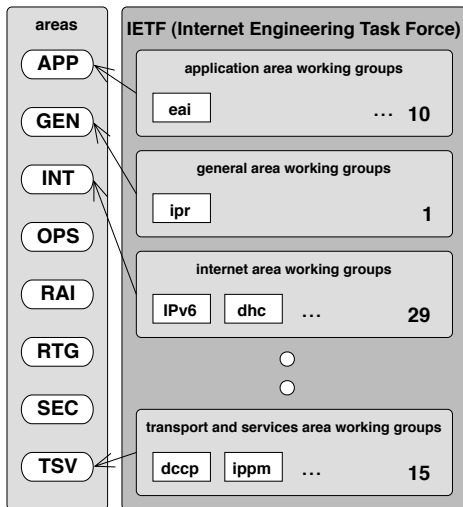 areas
APP
GEN
INT
OPS
RAI
RTG
SEC
TSV
IETF (Internet Engineering Task Force)
application area working groups
eai ... 10
general area working groups
ipr 1
internet area working groups
IPv6 dhc ... 29
transport and services area working groups
dccp ippm ... 15